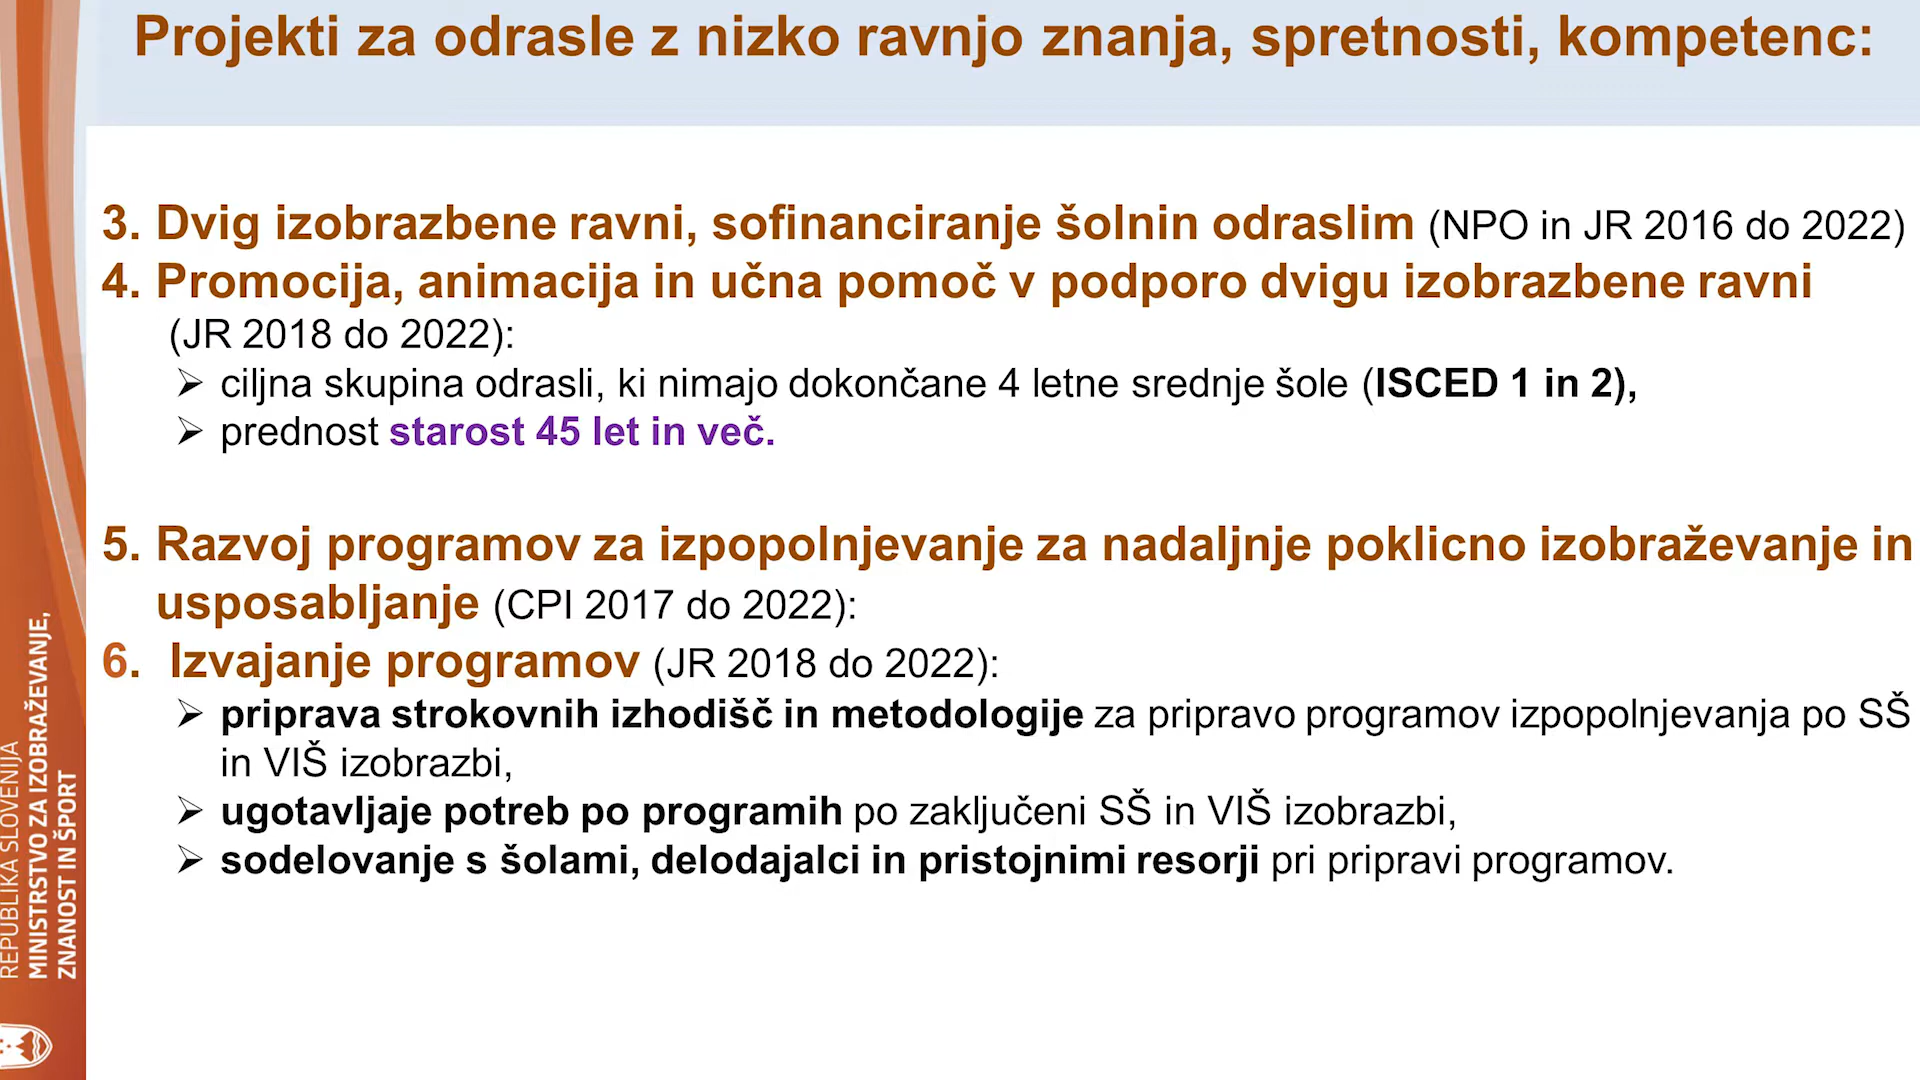 Projekti za odrasle z nizko ravnjo znanja, spretnosti, kompetenc:
3. Dvig izobrazbene ravni, sofinanciranje šolnin odraslim (NPO in JR 2016 do 2022)
4. Promocija, animacija in učna pomoč v podporo dvigu izobrazbene ravni
(JR 2018 do 2022):
➢ ciljna skupina odrasli, ki nimajo dokončane 4 letne srednje šole (ISCED 1 in 2),
➢ prednost starost 45 let in več.
5. Razvoj programov za izpopolnjevanje za nadaljnje poklicno izobraževanje in
usposabljanje (CPI 2017 do 2022):
6. Izvajanje programov (JR 2018 do 2022):
➢ priprava strokovnih izhodišč in metodologije za pripravo programov izpopolnjevanja po SŠ
in VIŠ izobrazbi,
➢ ugotavljaje potreb po programih po zaključeni SŠ in VIŠ izobrazbi,
➢ sodelovanje s šolami, delodajalci in pristojnimi resorji pri pripravi programov.
REPUBLIKA SLOVENIJA
MINISTRSTVO ZA IZOBRAŽEVANJE,
ZNANOST IN ŠPORT